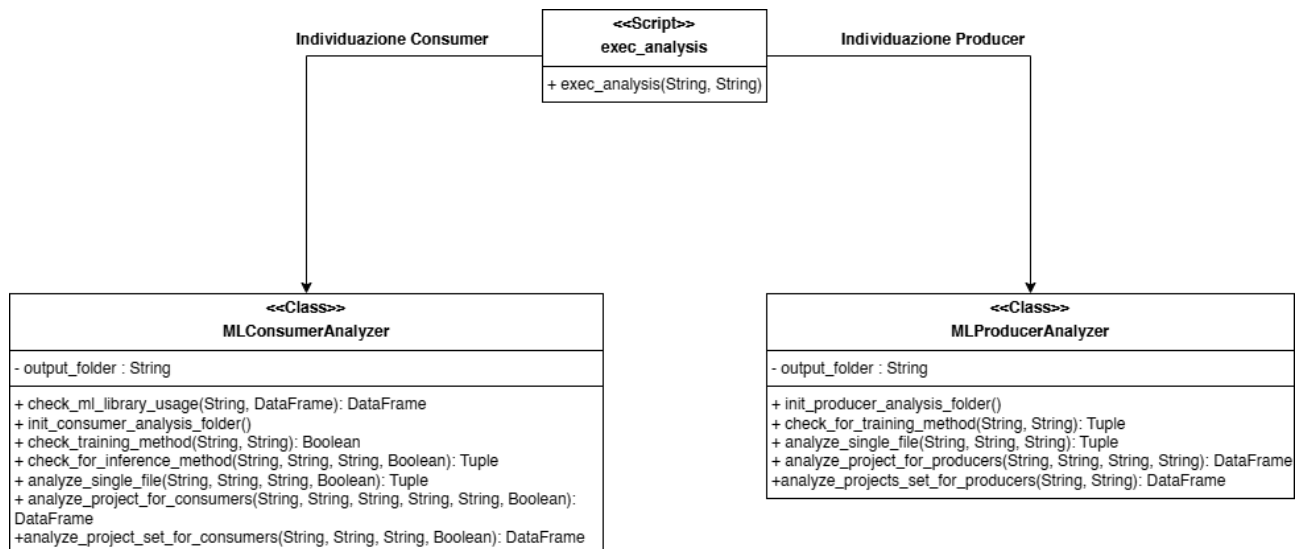 <<Script>>
exec_analysis
+ exec_analysis(String, String)
Individuazione Consumer
Individuazione Producer
<<Class>>
MLConsumerAnalyzer
- output_folder : String
+ check_ml_library_usage(String, DataFrame): DataFrame
+ init_consumer_analysis_folder()
+ check_training_method(String, String): Boolean
+ check_for_inference_method(String, String, String, Boolean): Tuple
+ analyze_single_file(String, String, String, Boolean): Tuple
+ analyze_project_for_consumers(String, String, String, String, String, Boolean):
DataFrame
+analyze_project_set_for_consumers(String, String, String, Boolean): DataFrame
<<Class>>
MLProducerAnalyzer
- output_folder : String
+ init_producer_analysis_folder()
+ check_for_training_method(String, String): Tuple
+ analyze_single_file(String, String, String): Tuple
+ analyze_project_for_producers(String, String, String, String): DataFrame
+analyze_projects_set_for_producers(String, String): DataFrame